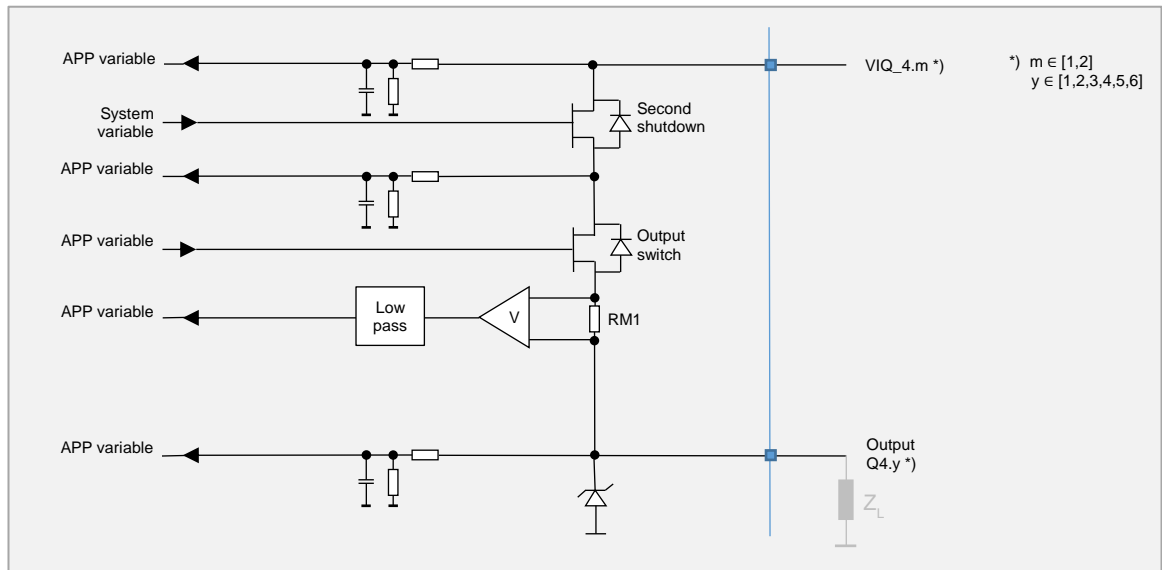 APP variable
VIQ_4.m *)
*) m ∈ [1,2]
y ∈ [1,2,3,4,5,6]
System
variable
Second
shutdown
APP variable
APP variable
Output
switch
APP variable
Low
pass
V
RM1
APP variable
Output
Q4.y *)
ZL